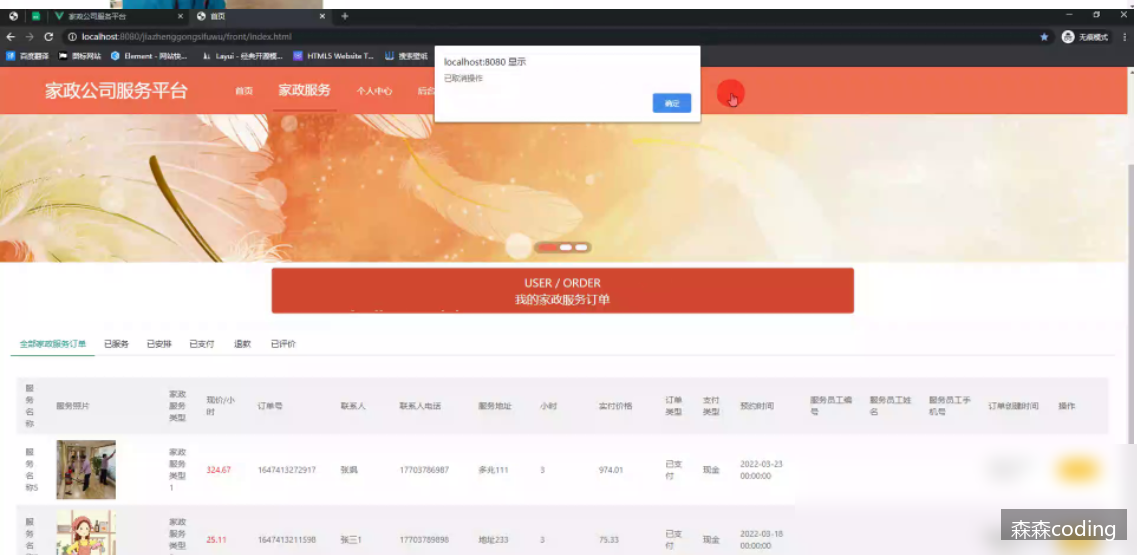 家政公司服务平台
首页
localhost:8080/jiazhenggongsifuwu/front/index.html
无痕模式
百度翻译
图标网站
Element - 网站快...
Layui - 经典开源模...
HTML5 Website T...
搜索壁纸
localhost:8080 显示
已取消操作
确定
家政公司服务平台
首页
家政服务
个人中心
后台
USER / ORDER
我的家政服务订单
全部家政服务订单
已服务
已安排
已支付
退款
已评价
服务名称
服务照片
家政服务类型
现价/小时
订单号
联系人
联系人电话
服务地址
小时
实付价格
订单类型
支付类型
预约时间
服务员工编号
服务员工姓名
服务员工手机号
订单创建时间
操作
服务名称5
家政服务类型1
324.67
1647413272917
17703786987
3
974.01
已支付
现金
2022-03-23
00:00:00
服务名
家政服务类型
25.11
1647413211598
张三1
17703789898
地址233
3
75.33
已支付
现金
2022-03-18
00:00:00
森森coding